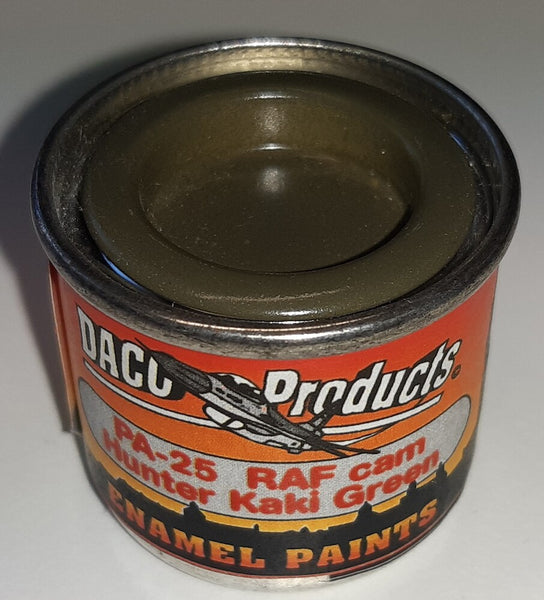 DACO Products
PA-25 RAF cam
Hunter Kaki Green
ENAMEL PAINTS